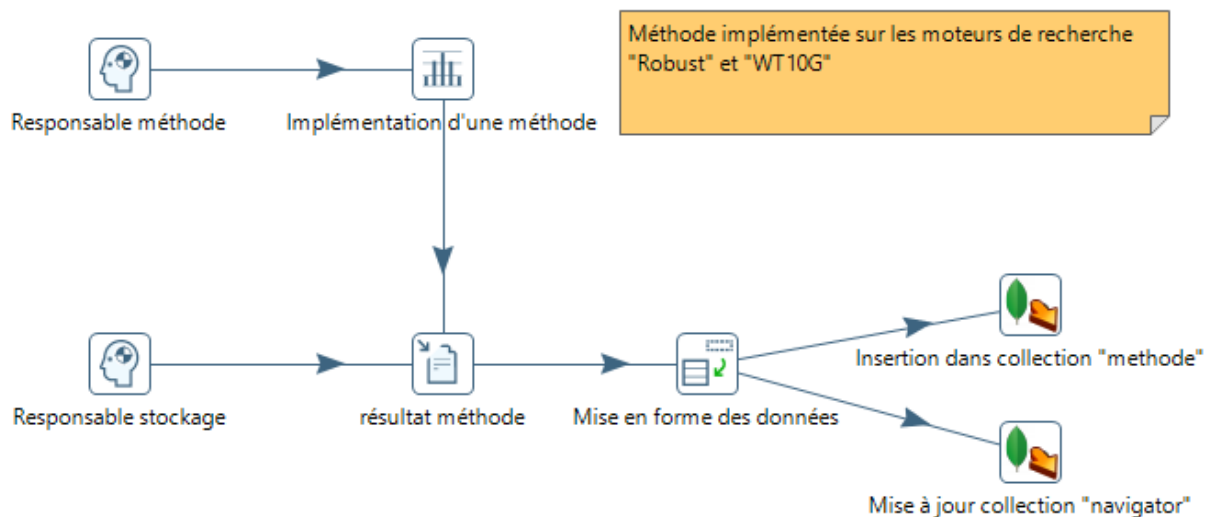 Méthode implémentée sur les moteurs de recherche
"Robust" et "WT10G"
Responsable méthode
Implémentation d'une méthode
Insertion dans collection "methode"
Responsable stockage
résultat méthode
Mise en forme des données
Mise à jour collection "navigator"